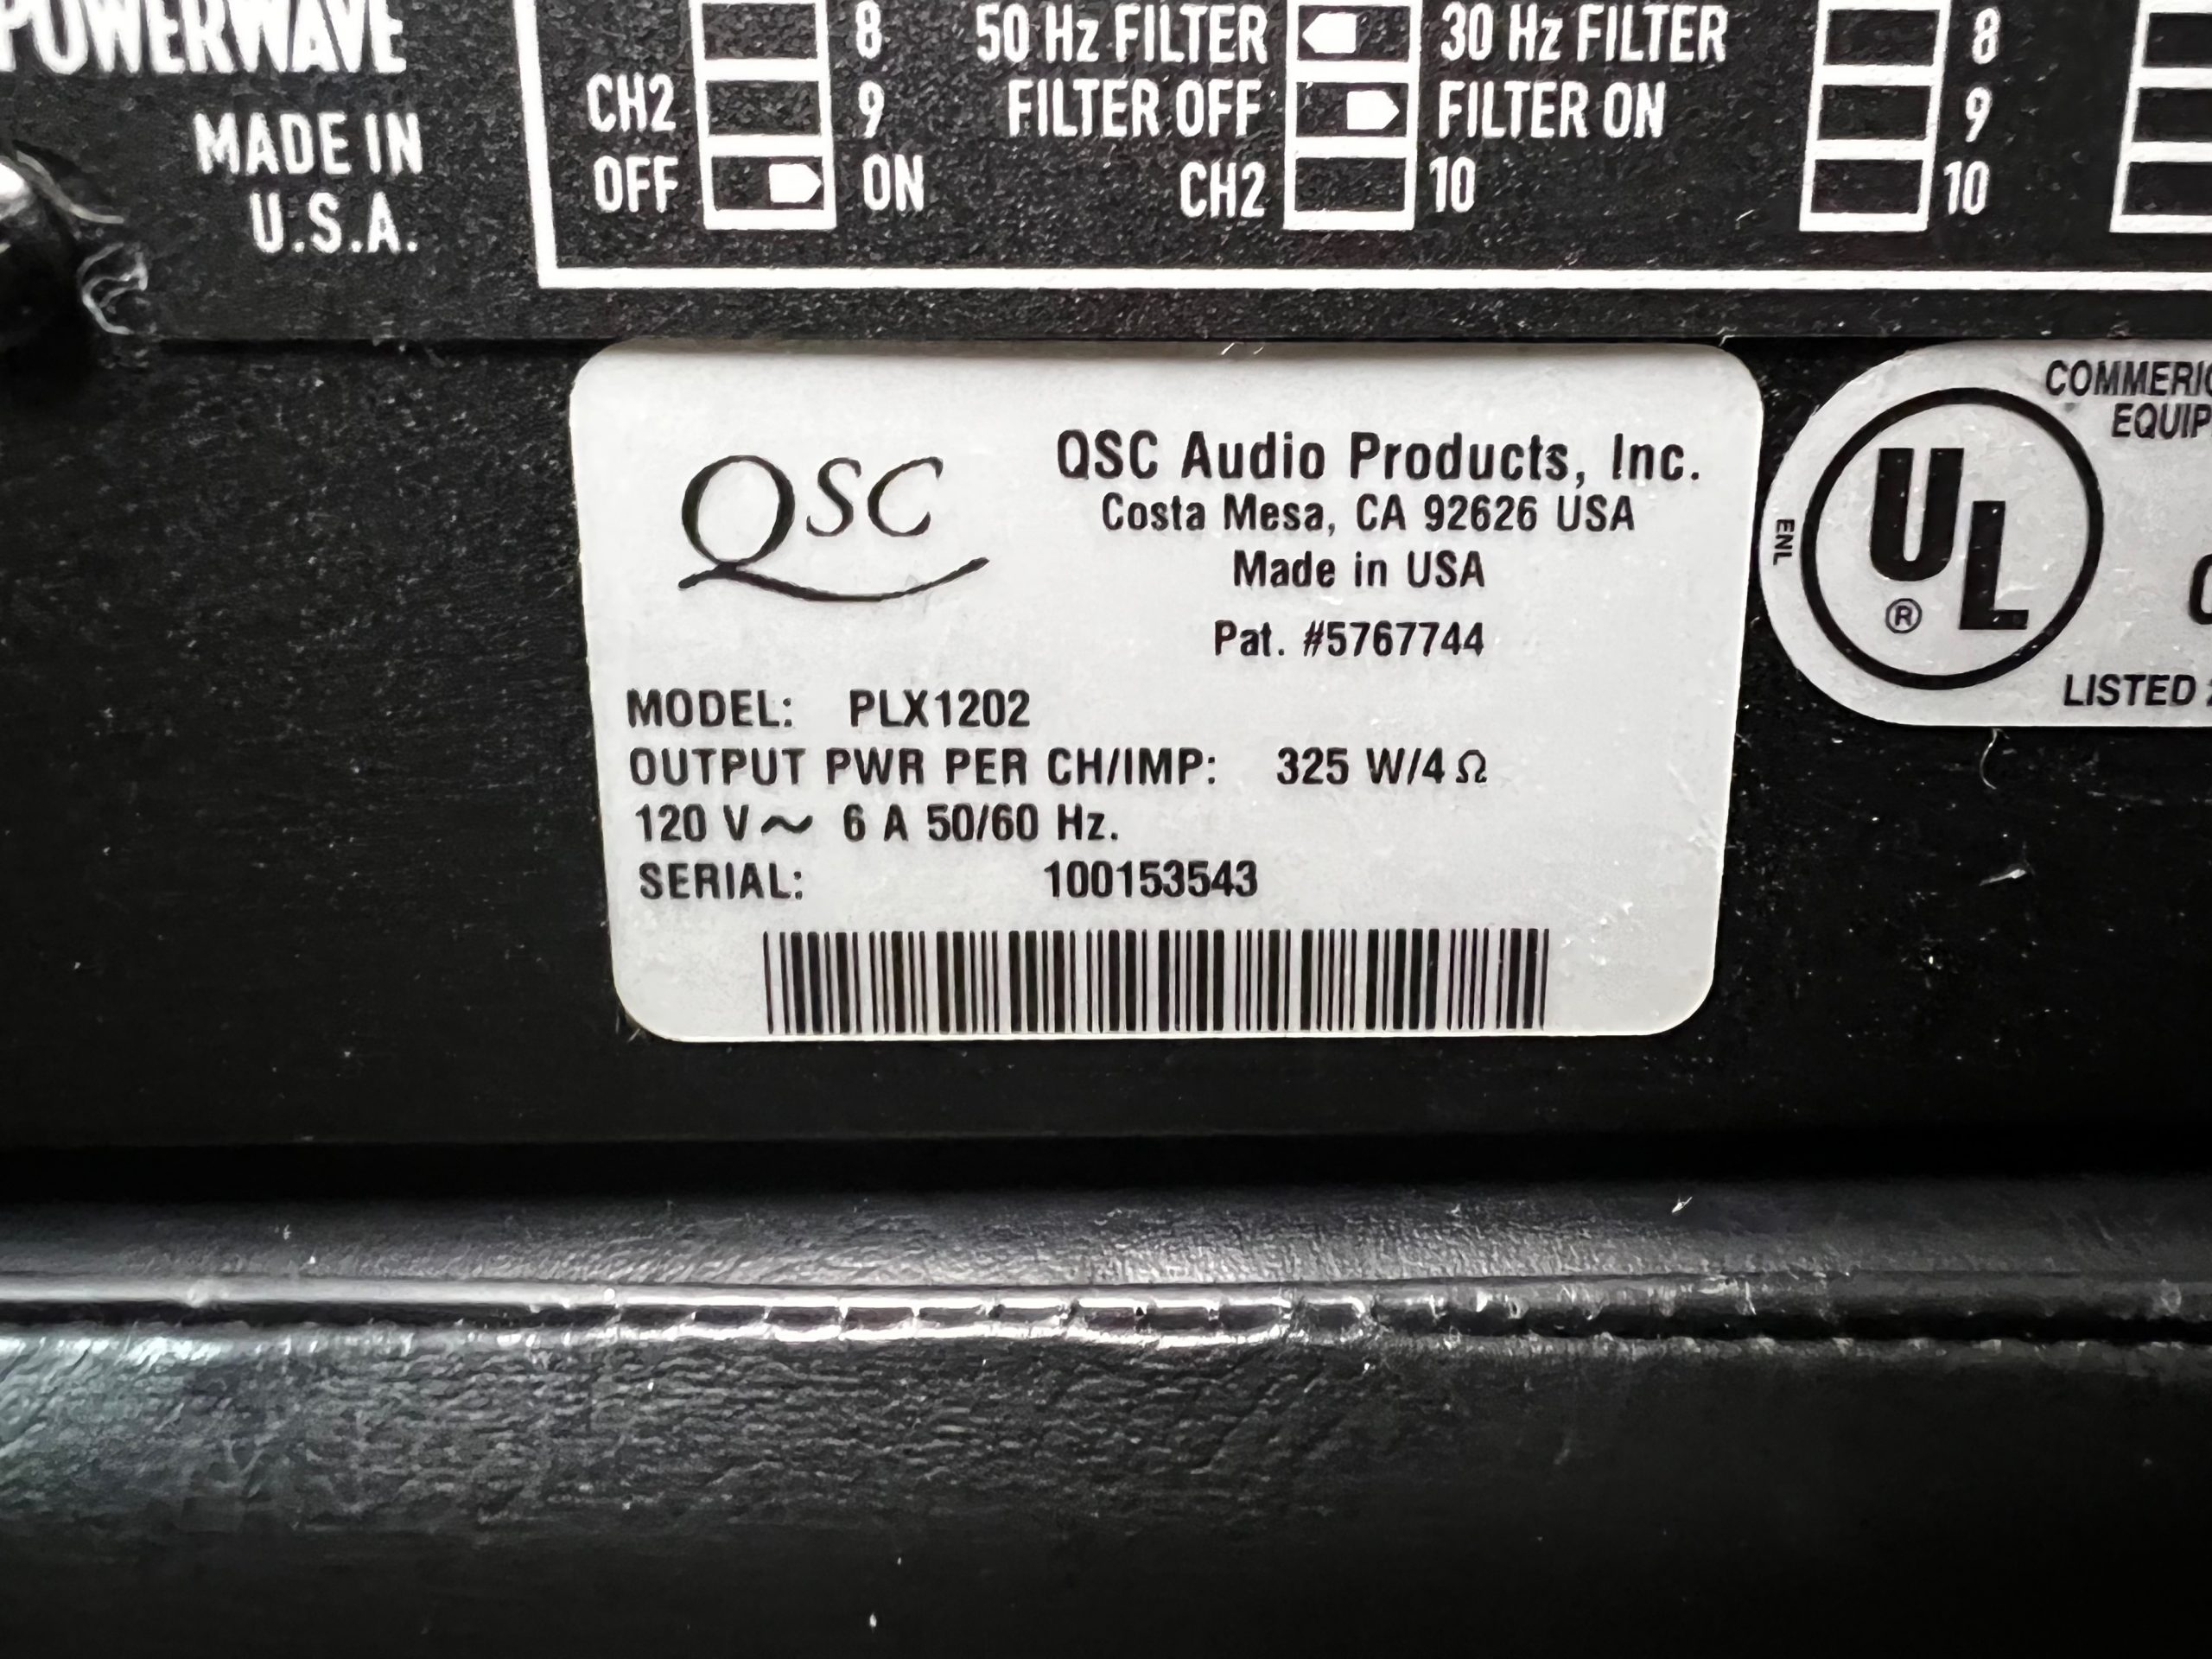 POWERWAVE
MADE IN
U.S.A.
8
CH2 9
OFF ON
50 Hz FILTER 30 Hz FILTER
FILTER OFF FILTER ON
CH2 10
8
9
10
QSC
QSC Audio Products, Inc.
Costa Mesa, CA 92626 USA
Made in USA
Pat. #5767744
MODEL: PLX1202
OUTPUT PWR PER CH/IMP: 325 W/4 Ω
120 V~ 6 A 50/60 Hz.
SERIAL: 100153543
ENL
UL
®
LISTED